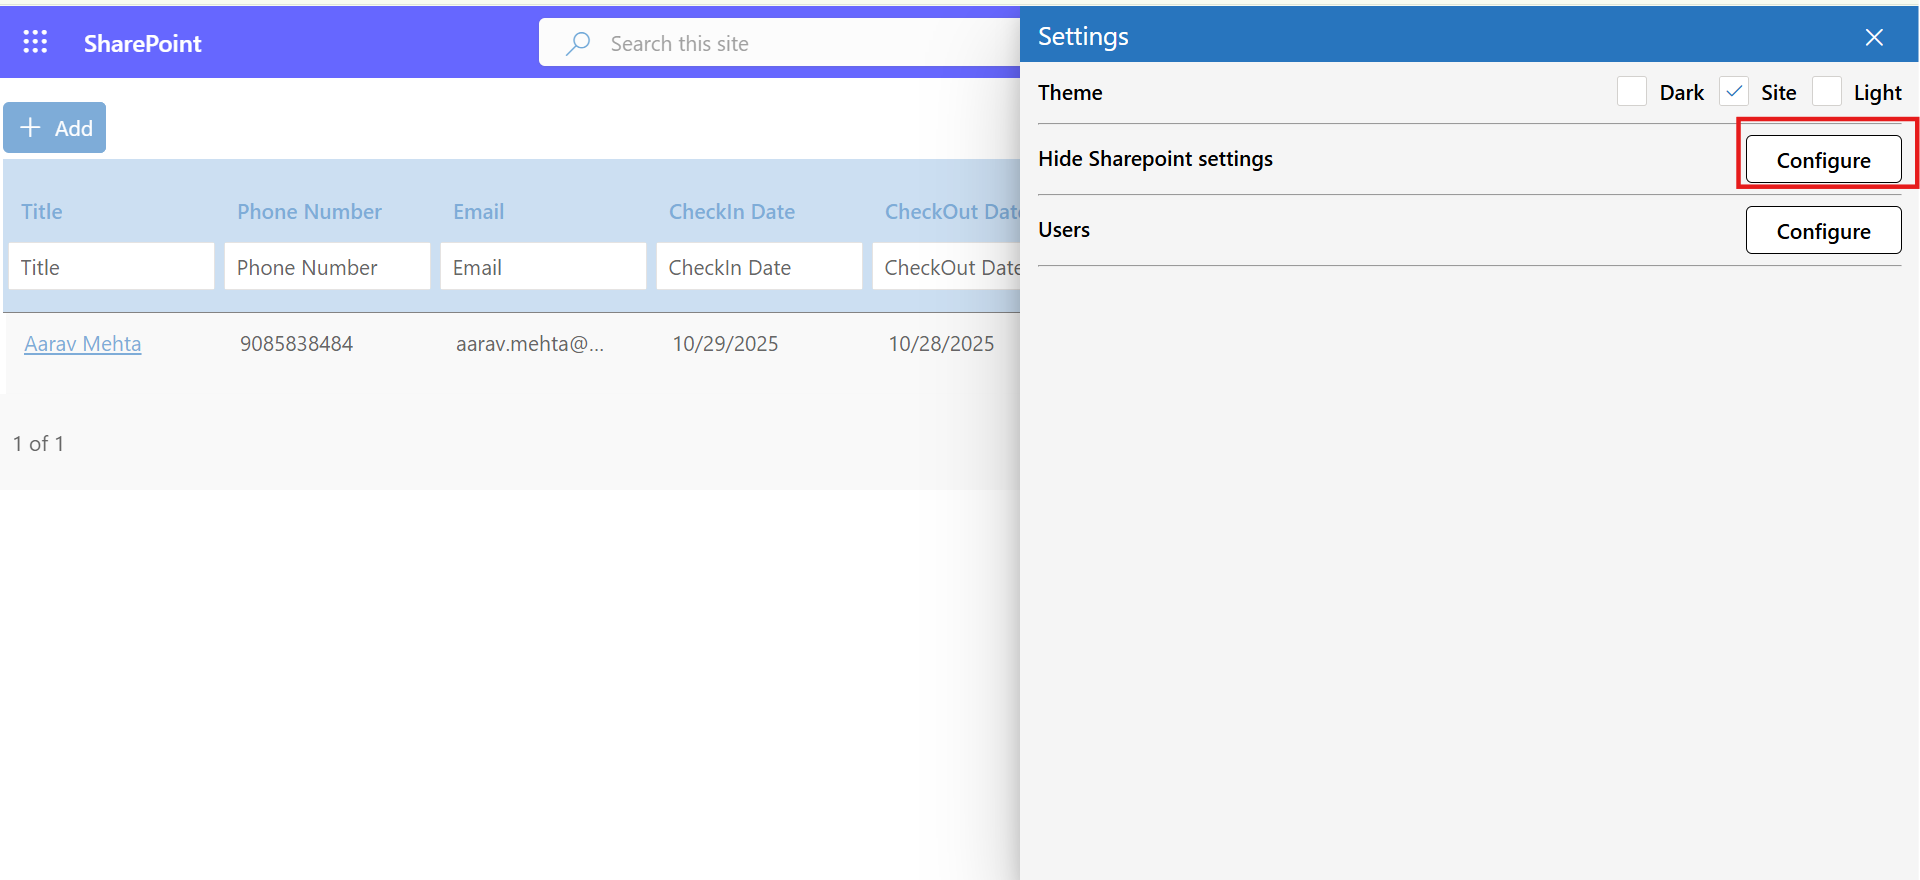 SharePoint
Search this site
Settings
Theme
Dark Site Light
Add
Hide Sharepoint settings Configure
Title Phone Number Email CheckIn Date CheckOut Dat
Users Configure
Title Phone Number Email CheckIn Date CheckOut Date
Aarav Mehta 9085838484 aarav.mehta@... 10/29/2025 10/28/2025
1 of 1